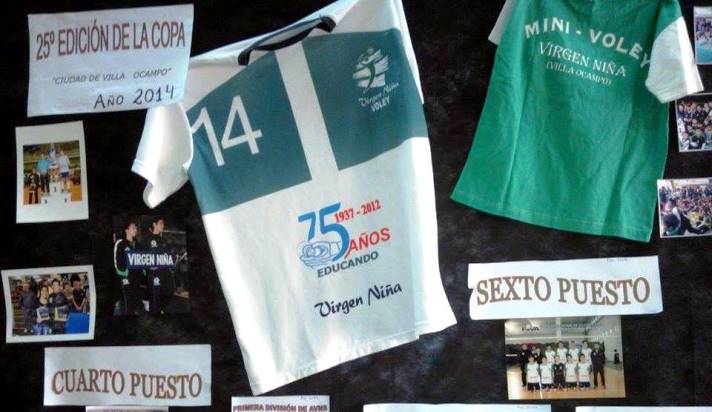 25º EDICIÓN DE LA COPA
"CIUDAD DE VILLA OCAMPO"
AÑO 2014
14
Virgen Niña
VOLEY
75
1937 - 2012
AÑOS
EDUCANDO
Virgen Niña
MINI - VOLEY
VIRGEN NIÑA
(VILLA OCAMPO)
VIRGEN NIÑA
SEXTO PUESTO
CUARTO PUESTO
PRIMERA DIVISIÓN DE AVNS